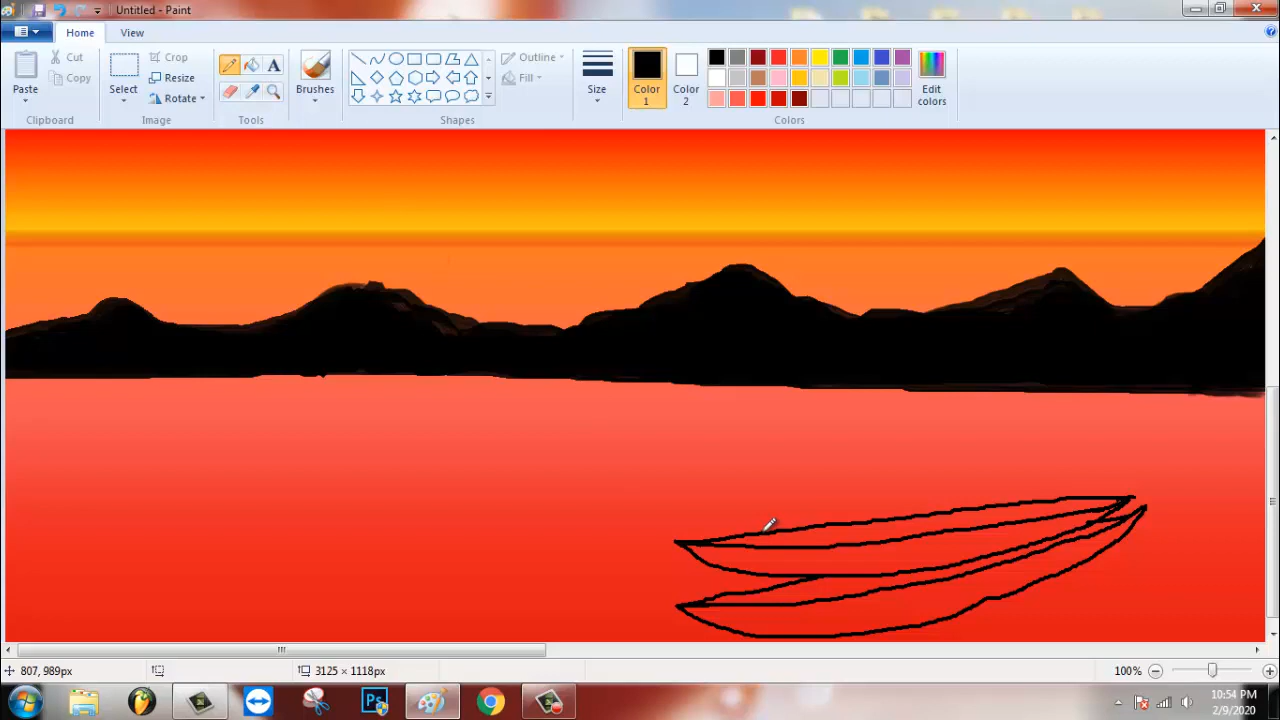 Untitled - Paint
Home
View
Paste
Cut
Copy
Clipboard
Select
Crop
Resize
Rotate
Image
A
Tools
Brushes
Outline
Fill
Shapes
Size
Color
1
Color
2
Edit
colors
Colors
807, 989px
3125 × 1118px
100%
Ps
10:54 PM
2/9/2020